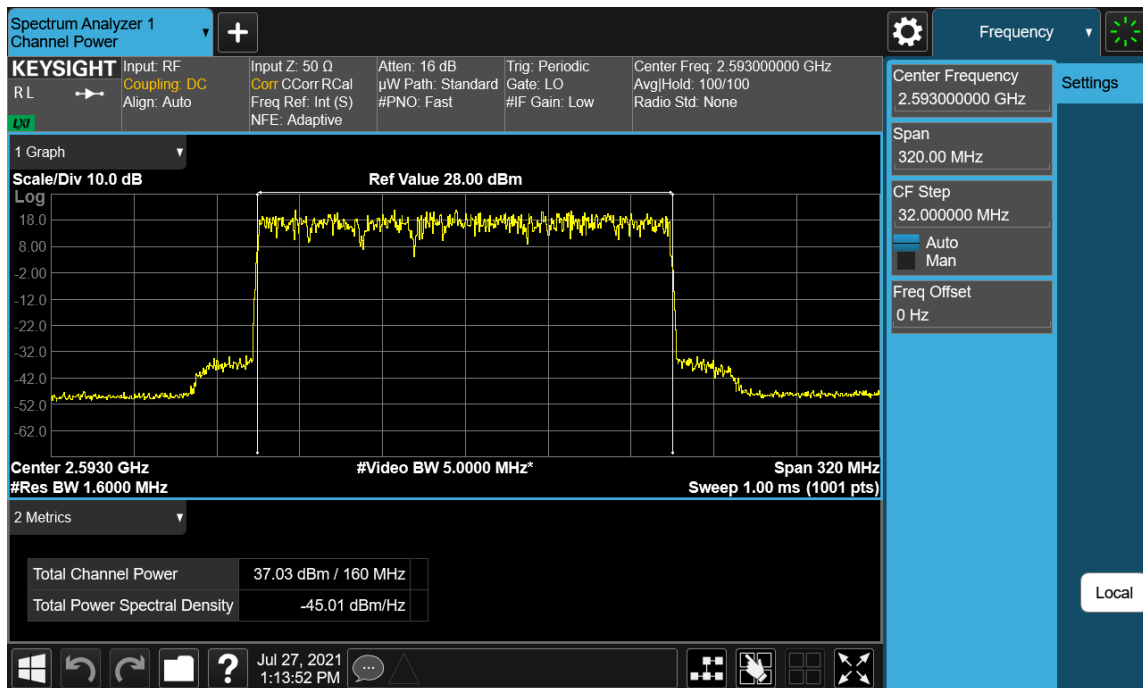 Spectrum Analyzer 1
Channel Power
Frequency
KEYSIGHT
R L
LXI
Input: RF
Coupling: DC
Align: Auto
Input Z: 50 Ω
Corr CCorr RCal
Freq Ref: Int (S)
NFE: Adaptive
Atten: 16 dB
µW Path: Standard
#PNO: Fast
Trig: Periodic
Gate: LO
#IF Gain: Low
Center Freq: 2.593000000 GHz
Avg|Hold: 100/100
Radio Std: None
1 Graph
Scale/Div 10.0 dB
Ref Value 28.00 dBm
Log
18.0
8.00
-2.00
-12.0
-22.0
-32.0
-42.0
-52.0
-62.0
Center 2.5930 GHz
#Video BW 5.0000 MHz*
Span 320 MHz
#Res BW 1.6000 MHz
Sweep 1.00 ms (1001 pts)
2 Metrics
Total Channel Power
37.03 dBm / 160 MHz
Total Power Spectral Density
-45.01 dBm/Hz
Center Frequency
2.593000000 GHz
Span
320.00 MHz
CF Step
32.000000 MHz
Auto
Man
Freq Offset
0 Hz
Settings
Local
?
Jul 27, 2021
1:13:52 PM